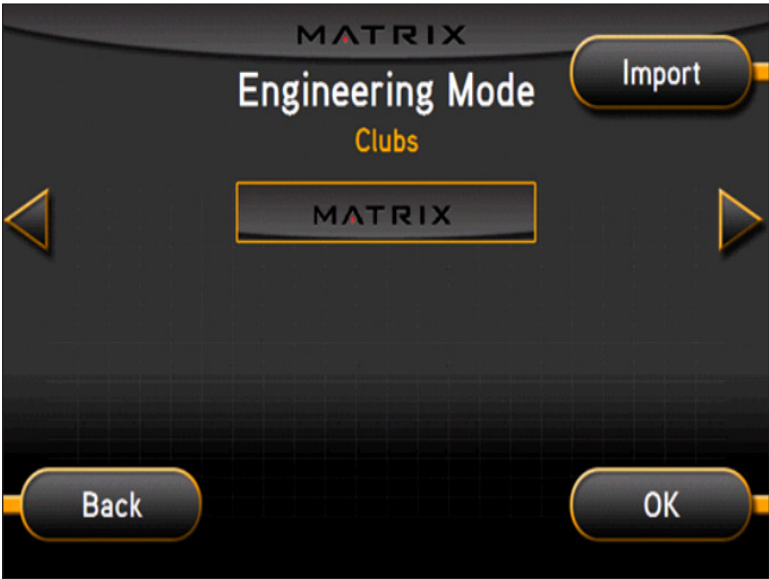 MATRIX
Import
Engineering Mode
Clubs
MATRIX
Back
OK